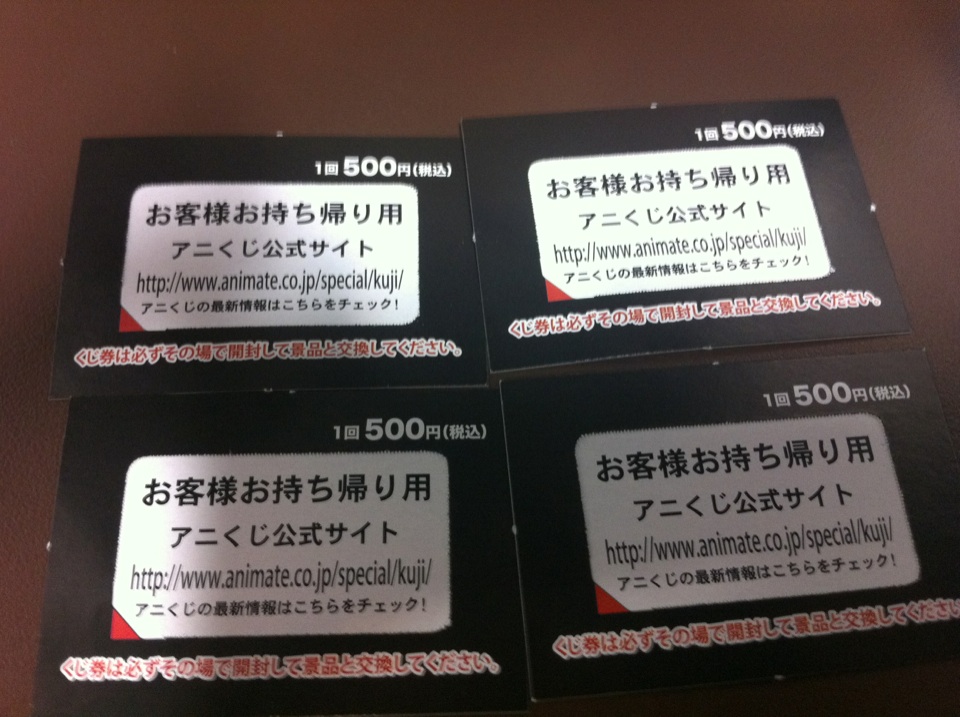 1回500円(税込)
お客様お持ち帰り用
アニくじ公式サイト
http://www.animate.co.jp/special/kuji/
アニくじの最新情報はこちらをチェック!
くじ券は必ずその場で開封して景品と交換してください。
1回500円(税込)
お客様お持ち帰り用
アニくじ公式サイト
http://www.animate.co.jp/special/kuji/
アニくじの最新情報はこちらをチェック!
くじ券は必ずその場で開封して景品と交換してください。
1回500円(税込)
お客様お持ち帰り用
アニくじ公式サイト
http://www.animate.co.jp/special/kuji/
アニくじの最新情報はこちらをチェック!
くじ券は必ずその場で開封して景品と交換してください。
1回500円(税込)
お客様お持ち帰り用
アニくじ公式サイト
http://www.animate.co.jp/special/kuji/
アニくじの最新情報はこちらをチェック!
くじ券は必ずその場で開封して景品と交換してください